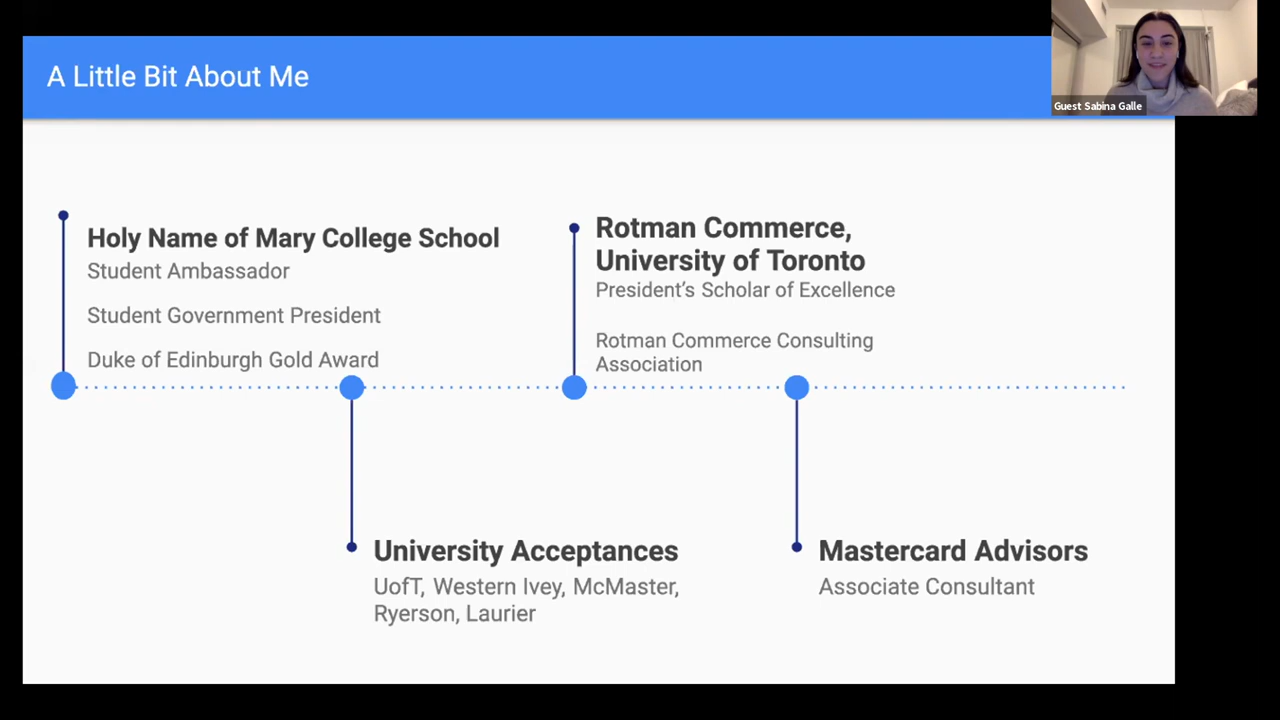 A Little Bit About Me
Guest Sabina Galle
Holy Name of Mary College School
Student Ambassador
Student Government President
Duke of Edinburgh Gold Award
Rotman Commerce,
University of Toronto
President's Scholar of Excellence
Rotman Commerce Consulting
Association
University Acceptances
UofT, Western Ivey, McMaster,
Ryerson, Laurier
Mastercard Advisors
Associate Consultant